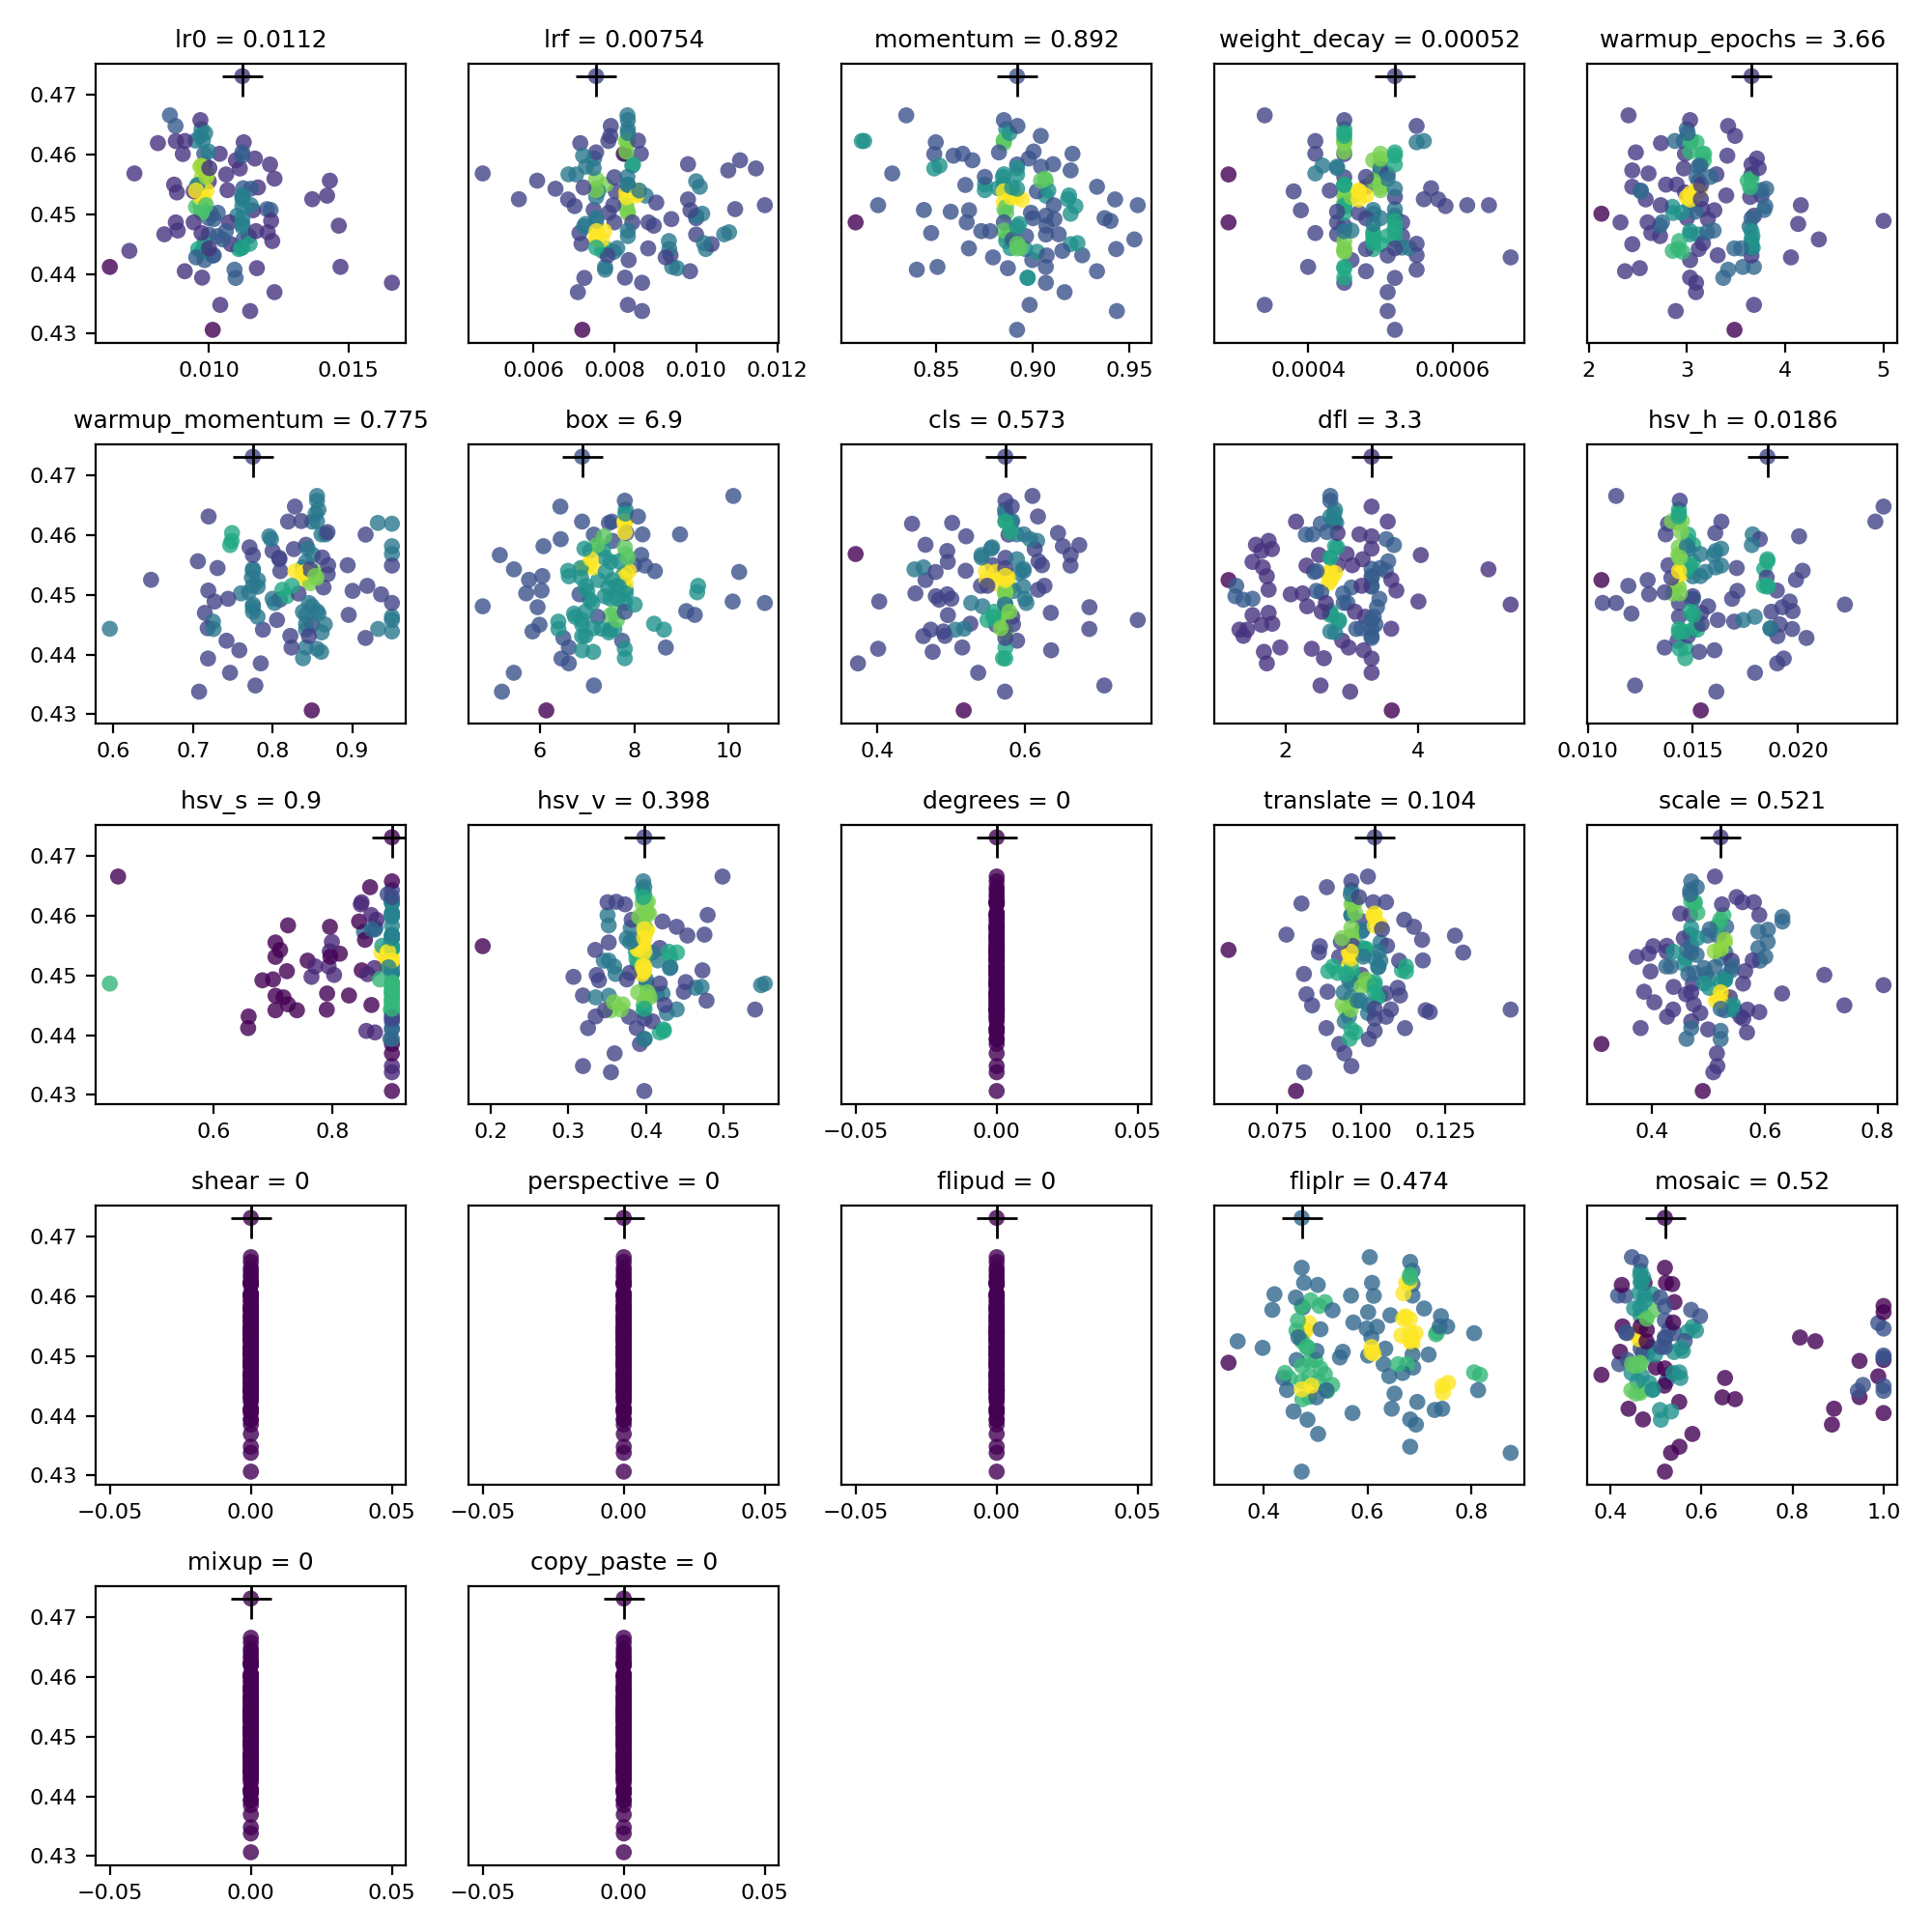 lr0 = 0.0112 lrf = 0.00754 momentum = 0.892 weight_decay = 0.00052 warmup_epochs = 3.66
0.47
0.46
0.45
0.44
0.43
0.010 0.015 0.006 0.008 0.010 0.012 0.85 0.90 0.95 0.0004 0.0006 2 3 4 5
warmup_momentum = 0.775 box = 6.9 cls = 0.573 dfl = 3.3 hsv_h = 0.0186
0.47
0.46
0.45
0.44
0.43
0.6 0.7 0.8 0.9 6 8 10 0.4 0.6 2 4 0.010 0.015 0.020
hsv_s = 0.9 hsv_v = 0.398 degrees = 0 translate = 0.104 scale = 0.521
0.47
0.46
0.45
0.44
0.43
0.6 0.8 0.2 0.3 0.4 0.5 −0.05 0.00 0.05 0.075 0.100 0.125 0.4 0.6 0.8
shear = 0 perspective = 0 flipud = 0 fliplr = 0.474 mosaic = 0.52
0.47
0.46
0.45
0.44
0.43
−0.05 0.00 0.05 −0.05 0.00 0.05 −0.05 0.00 0.05 0.4 0.6 0.8 0.4 0.6 0.8 1.0
mixup = 0 copy_paste = 0
0.47
0.46
0.45
0.44
0.43
−0.05 0.00 0.05 −0.05 0.00 0.05